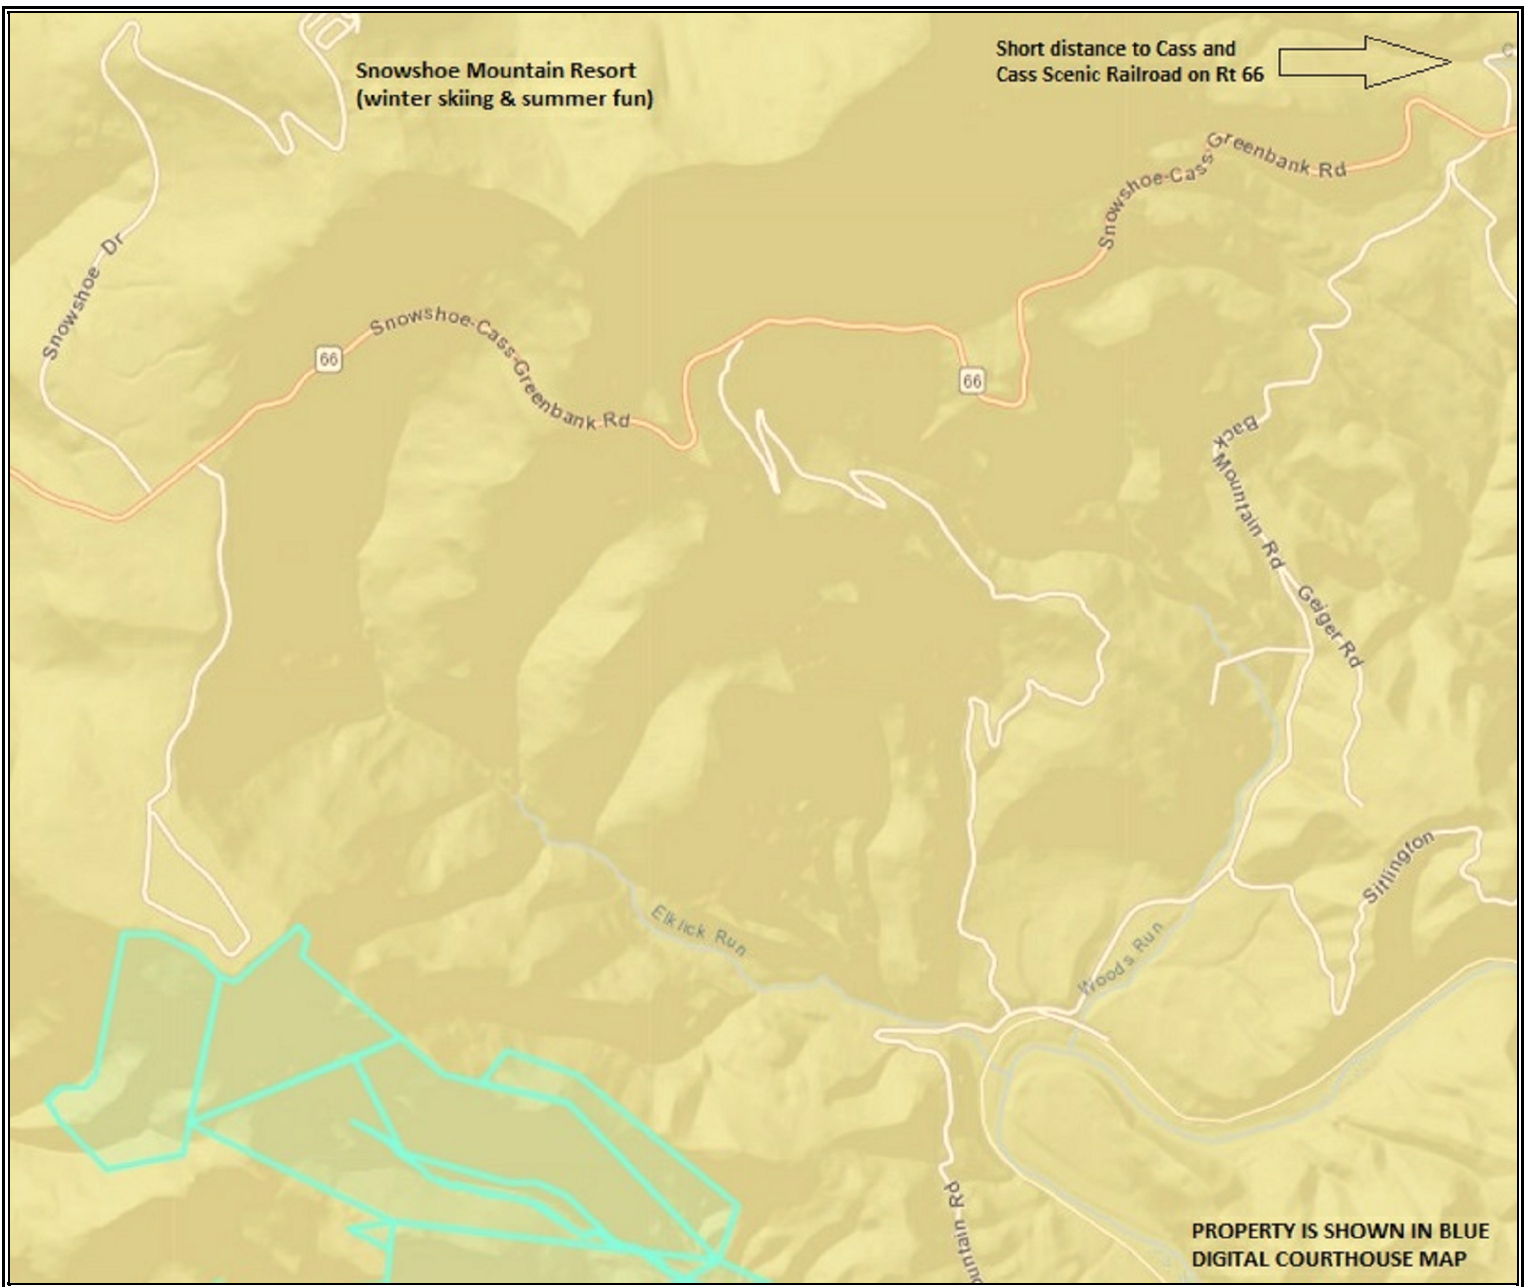 Snowshoe Mountain Resort
(winter skiing & summer fun)
Short distance to Cass and
Cass Scenic Railroad on Rt 66
Snowshoe-Cass-Greenbank Rd
Snowshoe Dr
66
Snowshoe-Cass-Greenbank Rd
66
Back Mountain Rd
Geiger Rd
Sitlington
Elklick Run
Woods Run
untain Rd
PROPERTY IS SHOWN IN BLUE
DIGITAL COURTHOUSE MAP